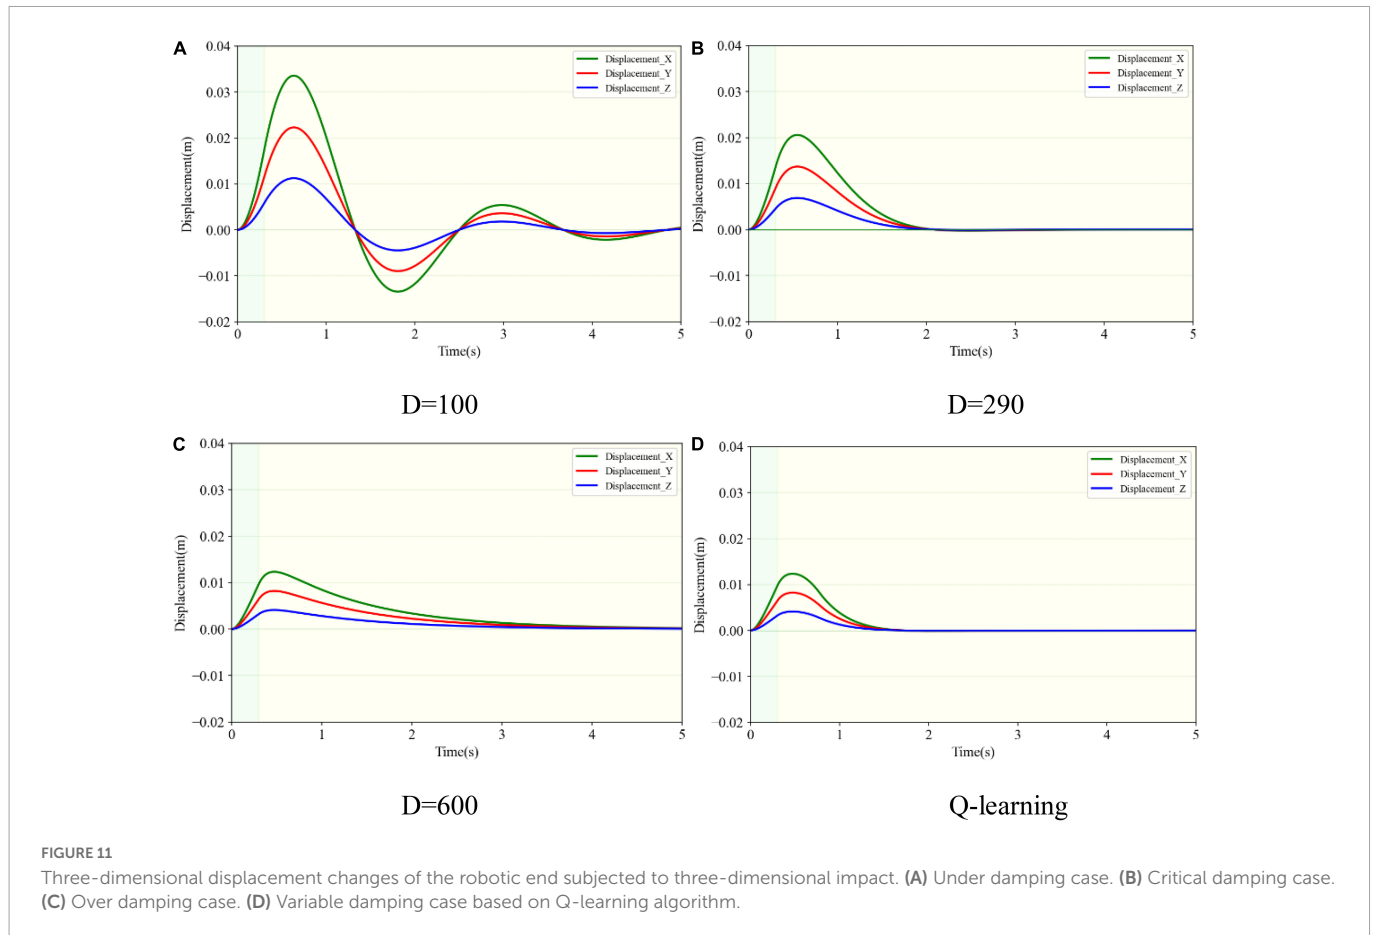 A
0.04
0.03
0.02
0.01
0.00
−0.01
−0.02
Displacement(m)
Displacement_X
Displacement_Y
Displacement_Z
0 1 2 3 4 5
Time(s)
D=100
B
0.04
0.03
0.02
0.01
0.00
−0.01
−0.02
Displacement(m)
Displacement_X
Displacement_Y
Displacement_Z
0 1 2 3 4 5
Time(s)
D=290
C
0.04
0.03
0.02
0.01
0.00
−0.01
−0.02
Displacement(m)
Displacement_X
Displacement_Y
Displacement_Z
0 1 2 3 4 5
Time(s)
D=600
D
0.04
0.03
0.02
0.01
0.00
−0.01
−0.02
Displacement(m)
Displacement_X
Displacement_Y
Displacement_Z
0 1 2 3 4 5
Time(s)
Q-learning
FIGURE 11
Three-dimensional displacement changes of the robotic end subjected to three-dimensional impact. (A) Under damping case. (B) Critical damping case.
(C) Over damping case. (D) Variable damping case based on Q-learning algorithm.